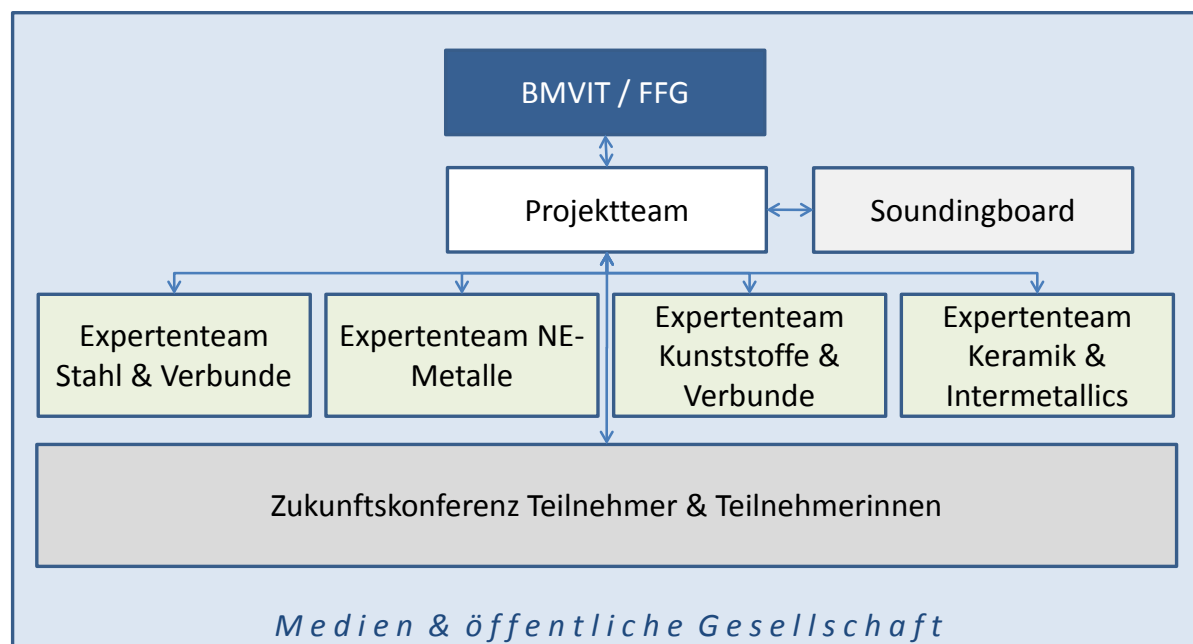 BMVIT / FFG
Projektteam
Soundingboard
Expertenteam
Stahl & Verbunde
Expertenteam NE-
Metalle
Expertenteam
Kunststoffe &
Verbunde
Expertenteam
Keramik &
Intermetallics
Zukunftskonferenz Teilnehmer & Teilnehmerinnen
Medien & öffentliche Gesellschaft